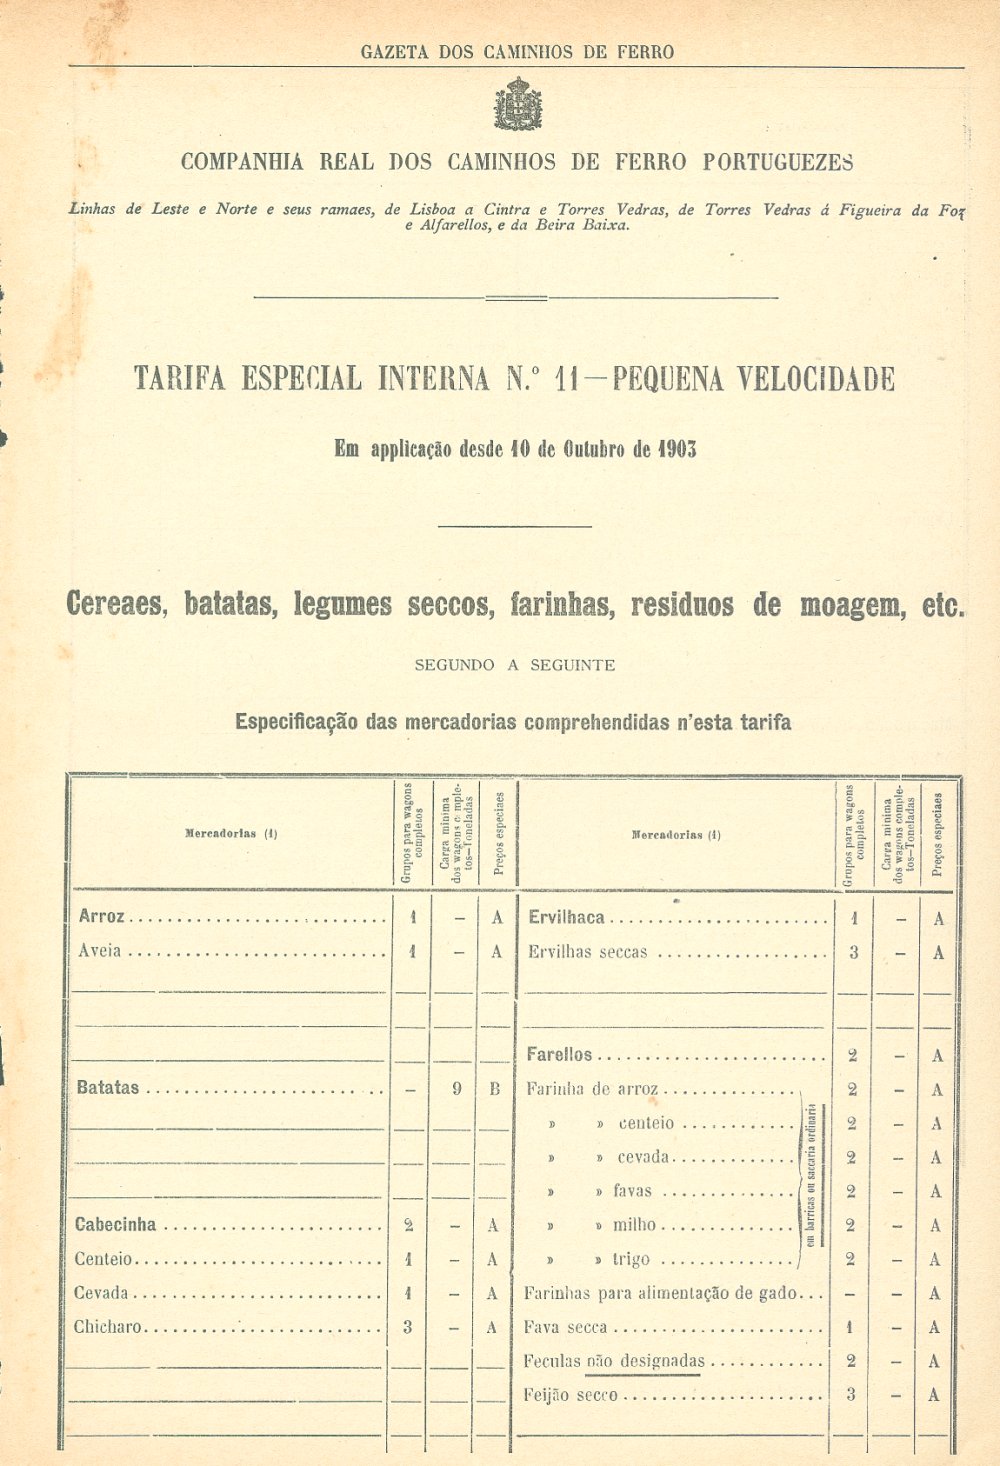 GAZETA DOS CAMINHOS DE FERRO
COMPANHIA REAL DOS CAMINHOS DE FERRO PORTUGUEZES
Linhas de Leste e Norte e seus ramaes, de Lisboa a Cintra e Torres Vedras, de Torres Vedras á Figueira da Foz
e Alfarellos, e da Beira Baixa.
TARIFA ESPECIAL INTERNA N.º 11—PEQUENA VELOCIDADE
Em applicação desde 10 de Outubro de 1903
Cereaes, batatas, legumes seccos, farinhas, residuos de moagem, etc.
SEGUNDO A SEGUINTE
Especificação das mercadorias comprehendidas n'esta tarifa
Mercadorias (1)
Grupos para wagons
completos
Carga minima
dos wagons comple-
tos—Toneladas
Preços especiaes
Arroz 1 — A
Aveia 1 — A
Batatas — 9 B
Cabecinha 2 — A
Centeio 1 — A
Cevada 1 — A
Chicharo 3 — A
Mercadorias (1)
Grupos para wagons
completos
Carga minima
dos wagons comple-
tos—Toneladas
Preços especiaes
Ervilhaca 1 — A
Ervilhas seccas 3 — A
Farellos 2 — A
Farinha de arroz 2 — A
» » centeio 2 — A
» » cevada 2 — A
» » favas 2 — A
» » milho 2 — A
» » trigo 2 — A
em barricas ou saccaria ordinaria
Farinhas para alimentação de gado — — A
Fava secca 1 — A
Feculas não designadas 2 — A
Feijão secco 3 — A